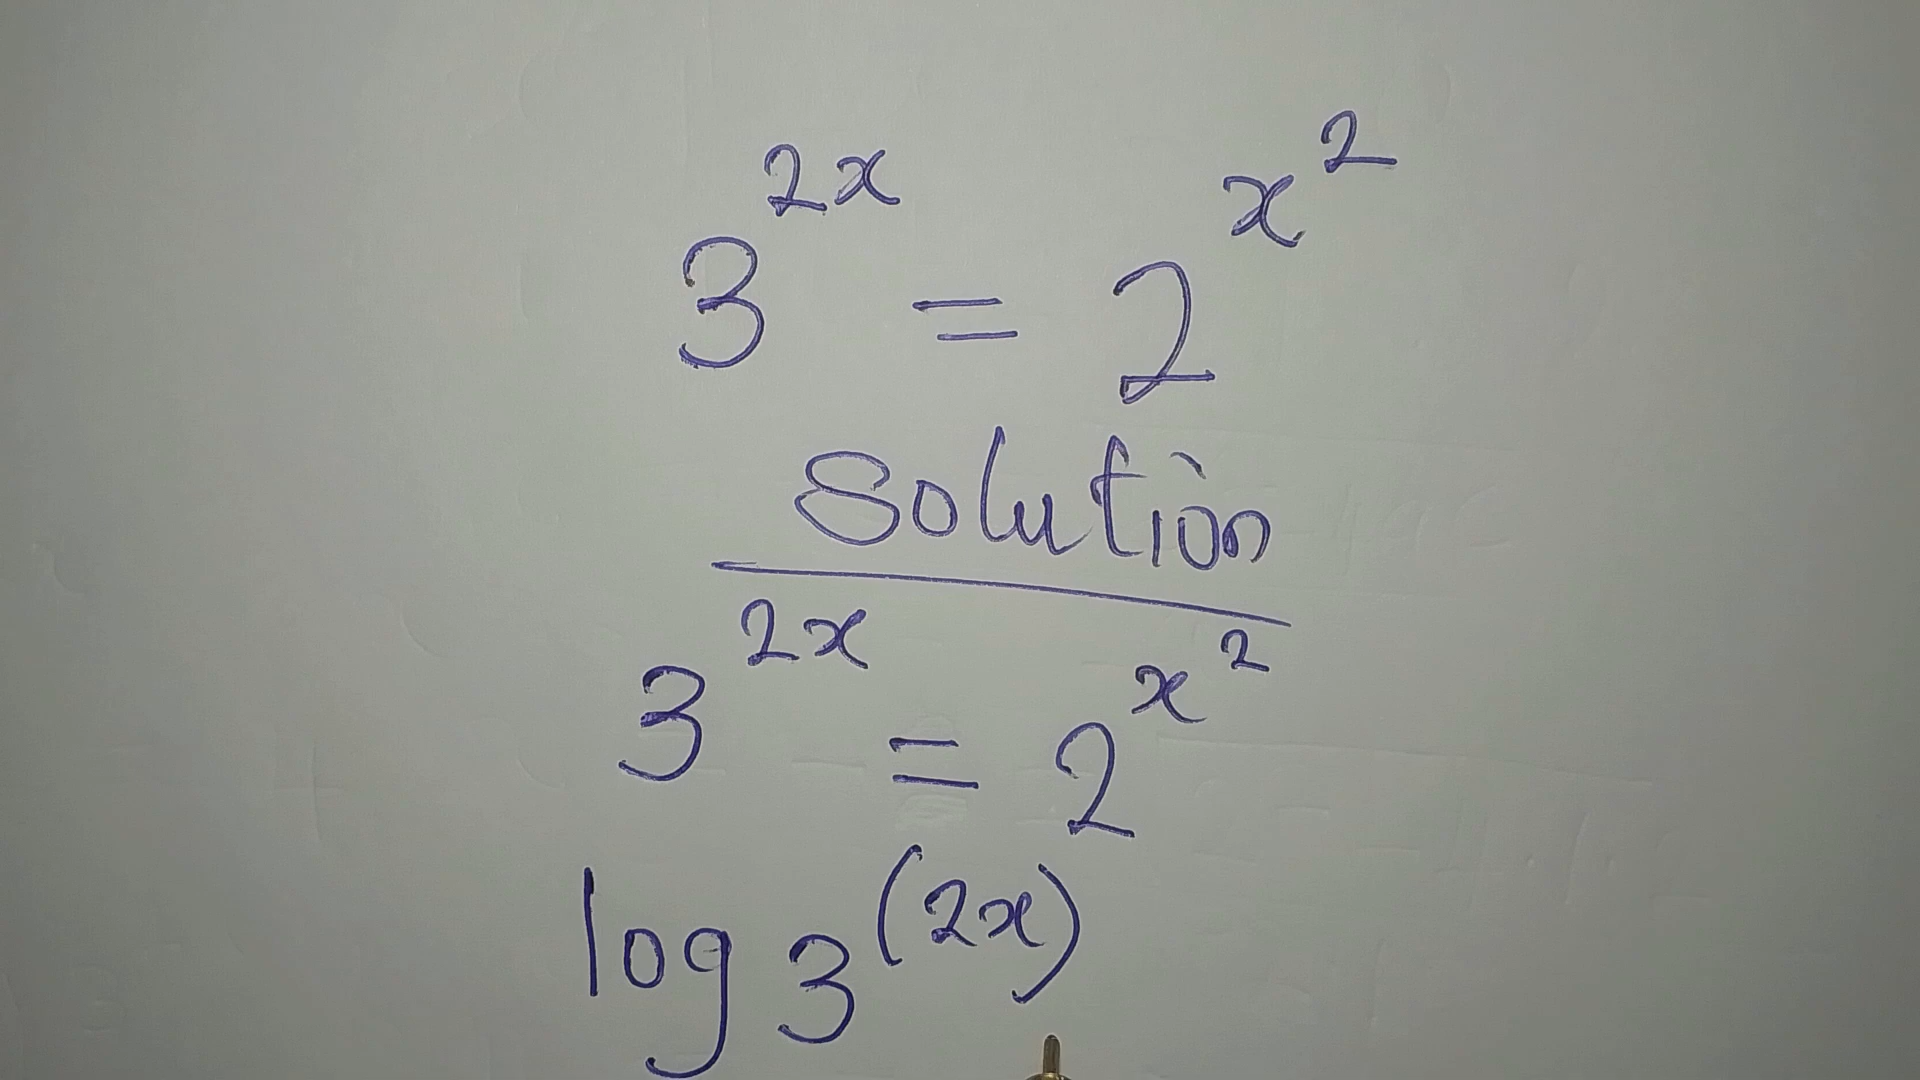 3^{2x} = 2^{x^2}
Solution
3^{2x} = 2^{x^2}
log 3^{(2x)}